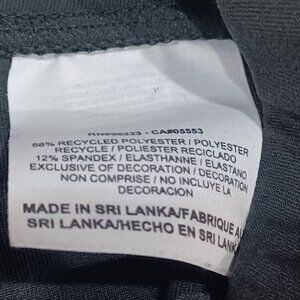 RN#56323 - CA#05553
88% RECYCLED POLYESTER / POLYESTER
RECYCLE / POLIESTER RECICLADO
12% SPANDEX / ELASTHANNE / ELASTANO
EXCLUSIVE OF DECORATION / DECORATION
NON COMPRISE / NO INCLUYE LA
DECORACION
MADE IN SRI LANKA/FABRIQUE AU
SRI LANKA/HECHO EN SRI LANKA